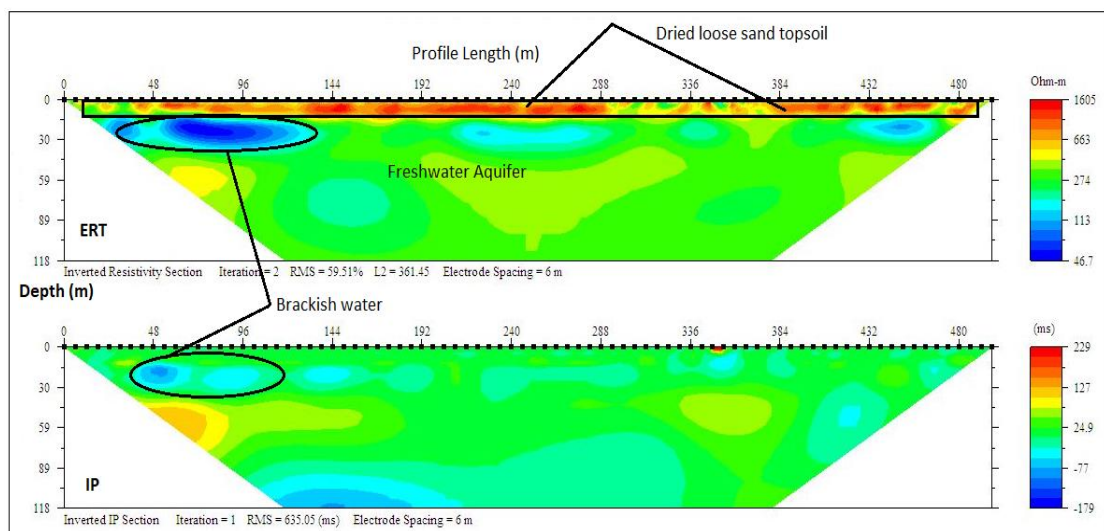 Dried loose sand topsoil
Profile Length (m)
0 48 96 144 192 240 288 336 384 432 480
Ohm-m
0
30
59
89
118
1605
663
274
113
46.7
Freshwater Aquifer
ERT
Inverted Resistivity Section Iteration = 2 RMS = 59.51% L2 = 361.45 Electrode Spacing = 6 m
Depth (m)
Brackish water
0 48 96 144 192 240 288 336 384 432 480
(ms)
0
30
59
89
118
229
127
24.9
-77
-179
IP
Inverted IP Section Iteration = 1 RMS = 635.05 (ms) Electrode Spacing = 6 m